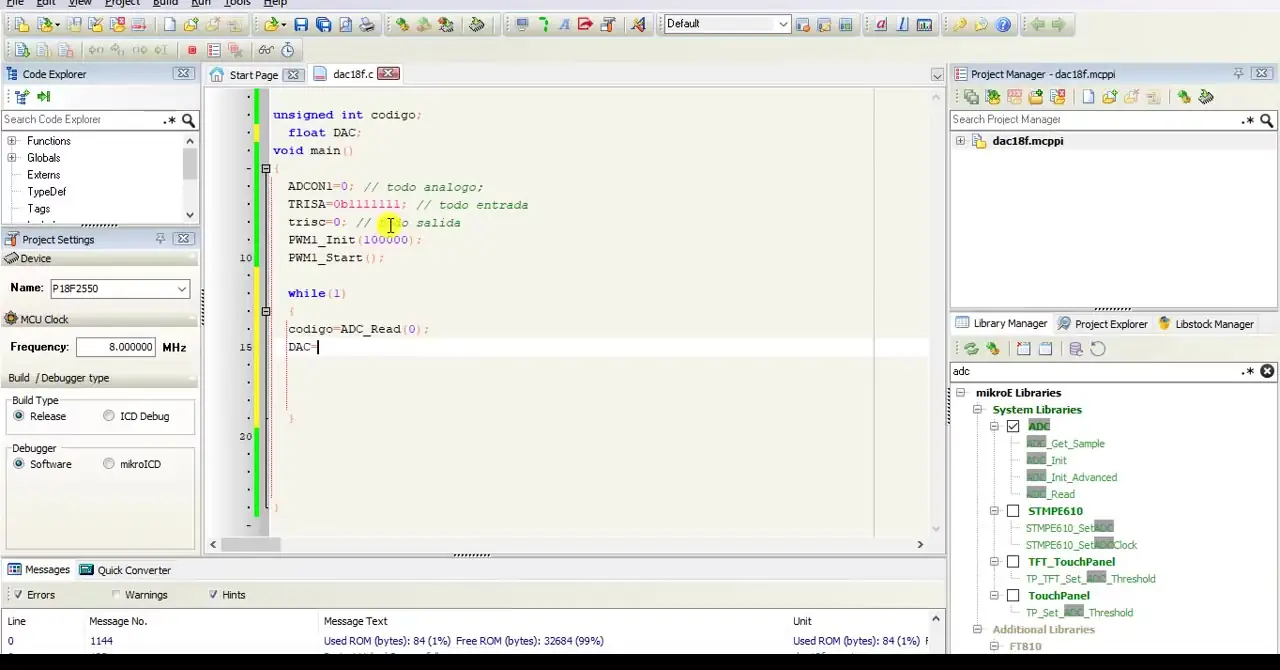 File Edit View Project Build Run Tools Help
Default
Code Explorer
Start Page
dac18f.c
Project Manager - dac18f.mcppi
Search Code Explorer
Search Project Manager
Functions
Globals
Externs
TypeDef
Tags
dac18f.mcppi
unsigned int codigo;
float DAC;
void main()
{
ADCON1=0; // todo analogo;
TRISA=0b1111111; // todo entrada
trisc=0; // todo salida
PWM1_Init(100000);
10 PWM1_Start();
while(1)
{
codigo=ADC_Read(0);
15 DAC=
}
20
}
Project Settings
Device
Name: P18F2550
MCU Clock
Frequency: 8.000000 MHz
Build / Debugger type
Build Type
Release ICD Debug
Debugger
Software mikroICD
Library Manager Project Explorer Libstock Manager
adc
mikroE Libraries
System Libraries
ADC
ADC_Get_Sample
ADC_Init
ADC_Init_Advanced
ADC_Read
STMPE610
STMPE610_SetADC
STMPE610_SetADCClock
TFT_TouchPanel
TP_TFT_Set_ADC_Threshold
TouchPanel
TP_Set_ADC_Threshold
Additional Libraries
FT810
Messages Quick Converter
Errors Warnings Hints
Line Message No. Message Text Unit
0 1144 Used ROM (bytes): 84 (1%) Free ROM (bytes): 32684 (99%) Used ROM (bytes): 84 (1%) F